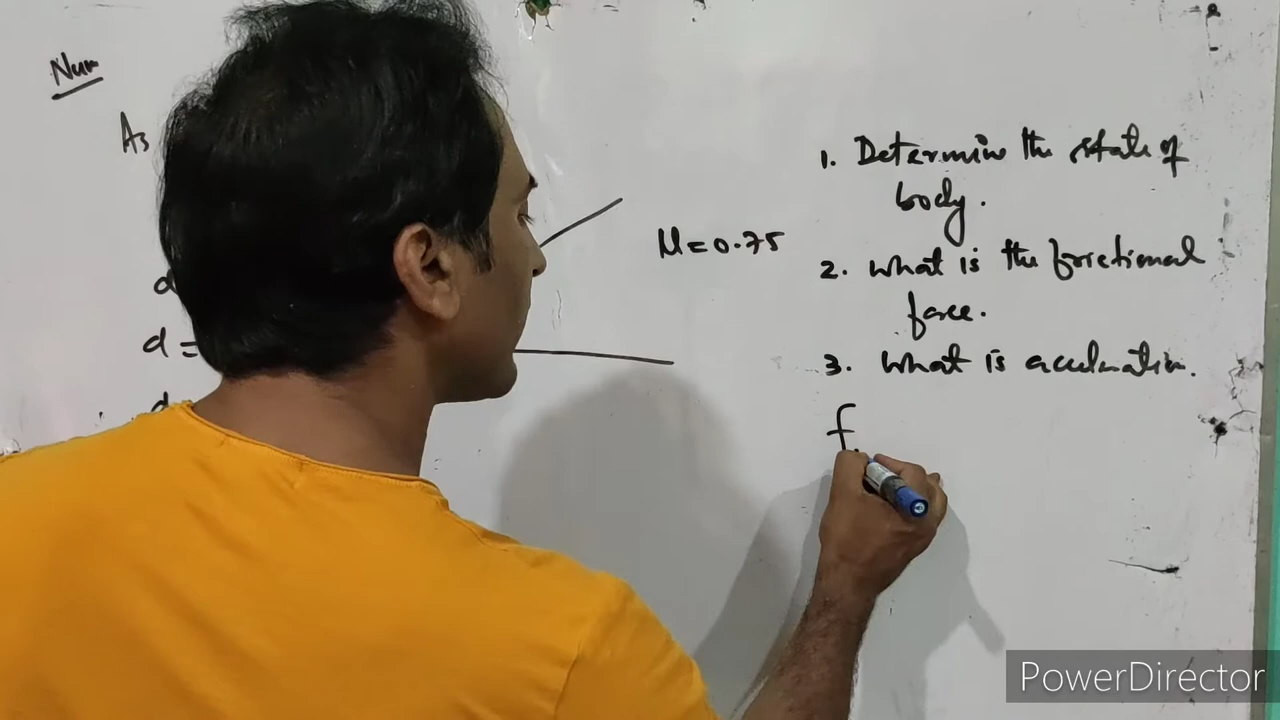 Num
As
d
d =
d
μ = 0.75
1. Determine the state of
body.
2. What is the frictional
force.
3. What is acceleration.
f
PowerDirector